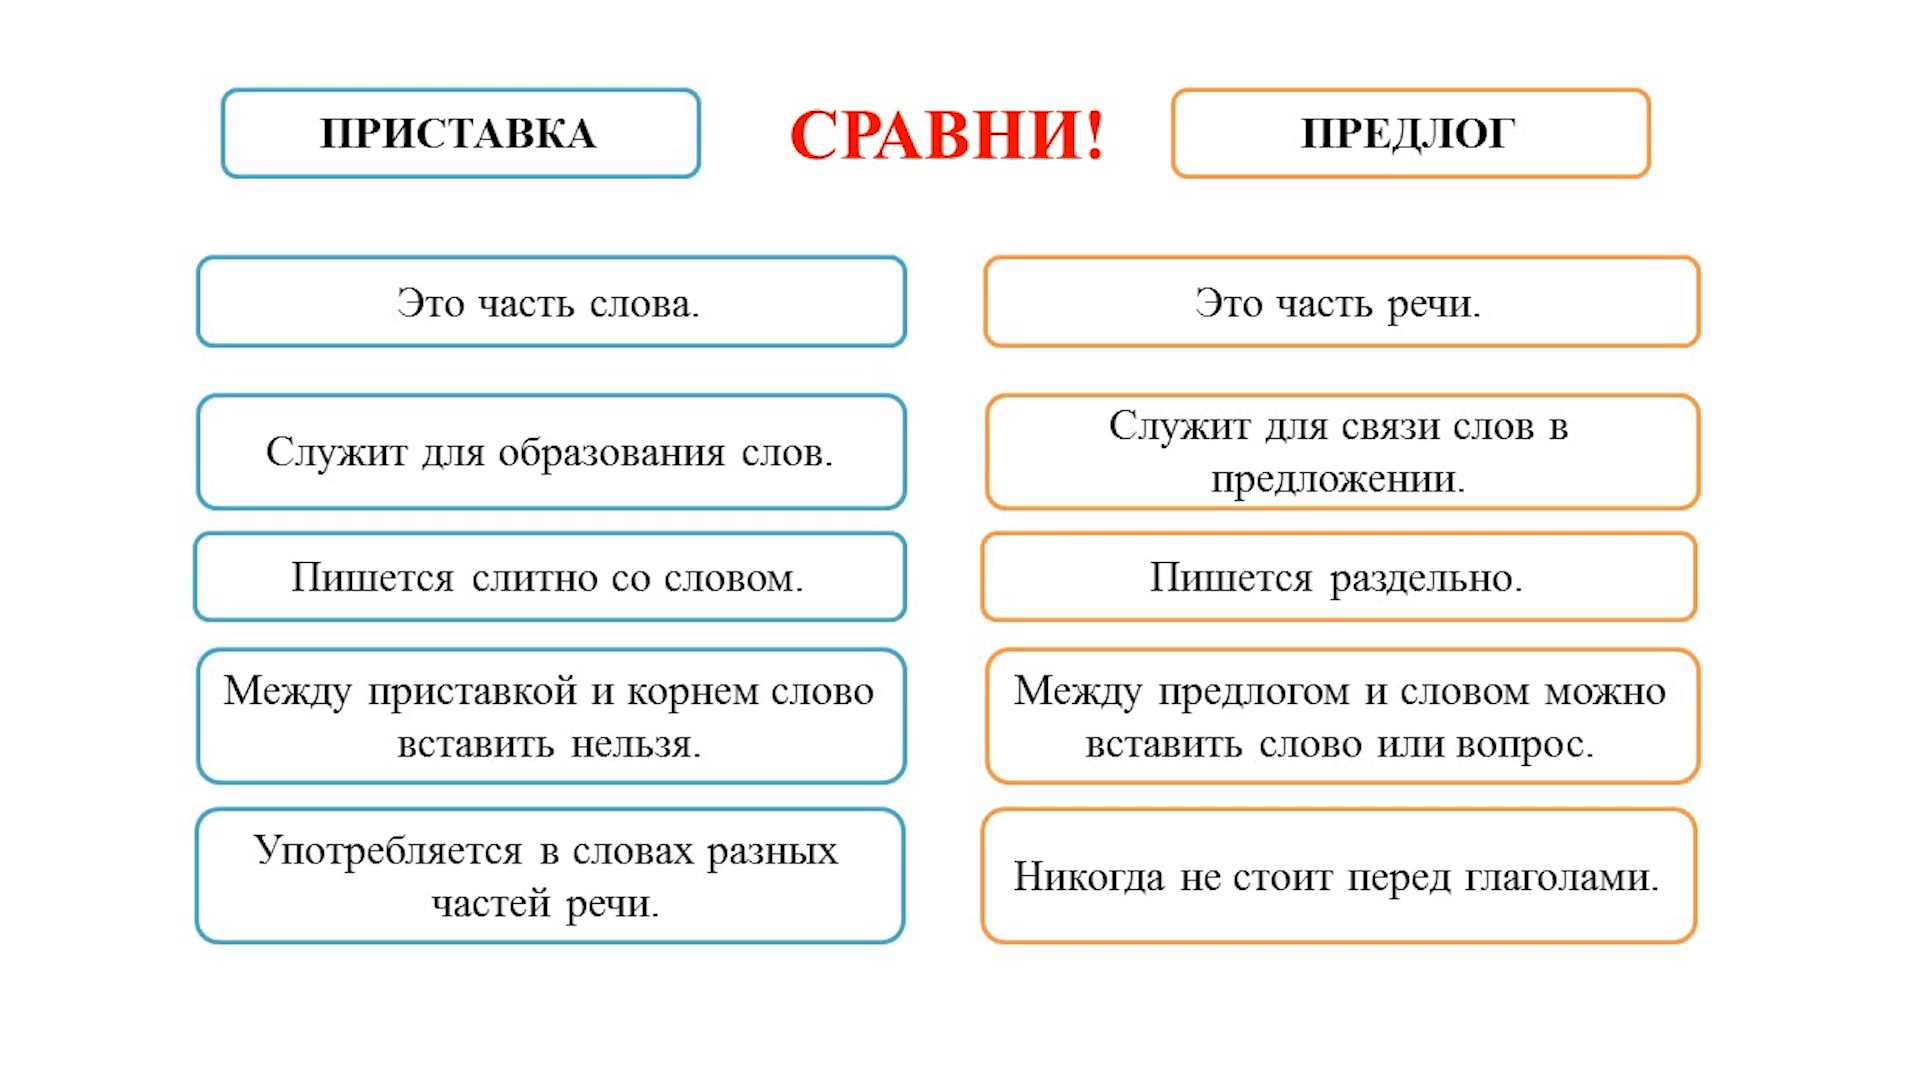 ПРИСТАВКА
СРАВНИ!
ПРЕДЛОГ
Это часть слова.
Это часть речи.
Служит для образования слов.
Служит для связи слов в
предложении.
Пишется слитно со словом.
Пишется раздельно.
Между приставкой и корнем слово
вставить нельзя.
Между предлогом и словом можно
вставить слово или вопрос.
Употребляется в словах разных
частей речи.
Никогда не стоит перед глаголами.